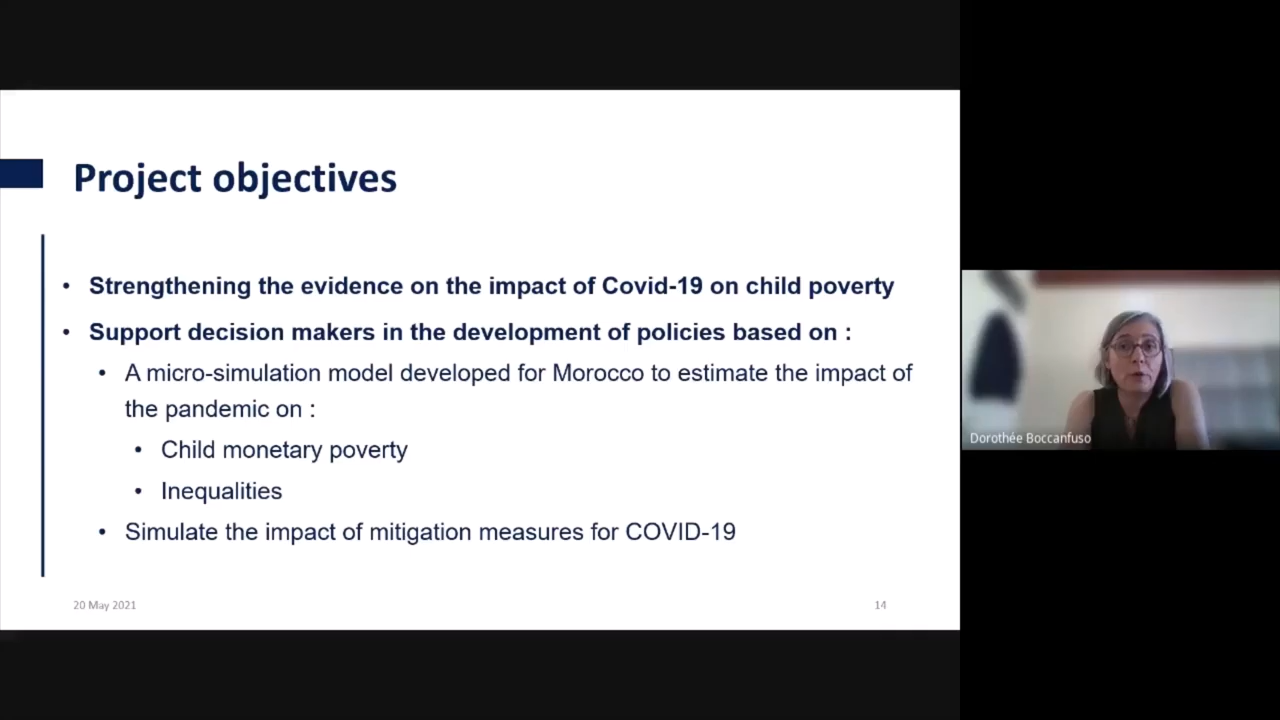 Project objectives
• Strengthening the evidence on the impact of Covid-19 on child poverty
• Support decision makers in the development of policies based on :
• A micro-simulation model developed for Morocco to estimate the impact of
the pandemic on :
• Child monetary poverty
• Inequalities
• Simulate the impact of mitigation measures for COVID-19
20 May 2021
14
Dorothée Boccanfuso